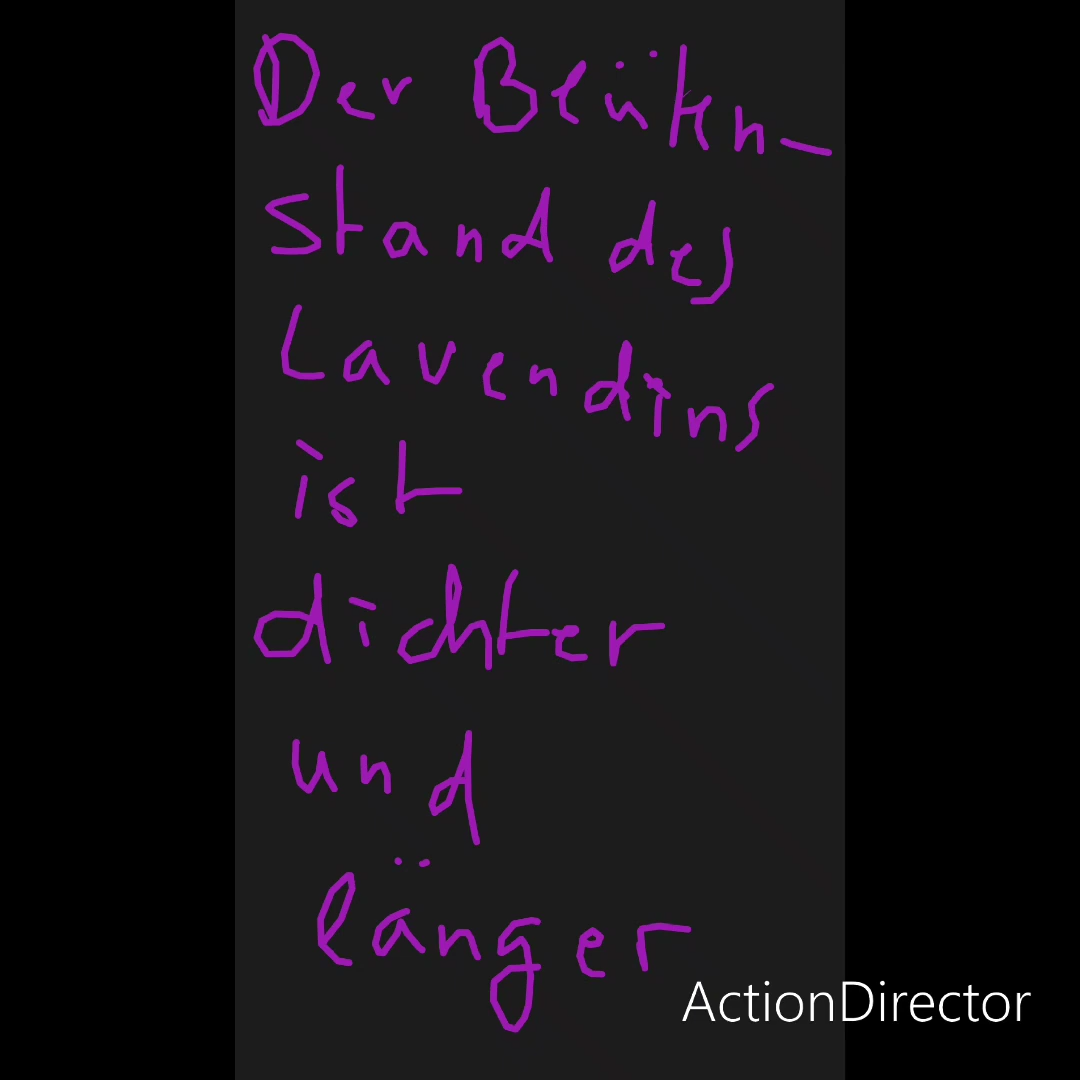 Der Blüten-
stand des
Lavendins
ist
dichter
und
länger
ActionDirector